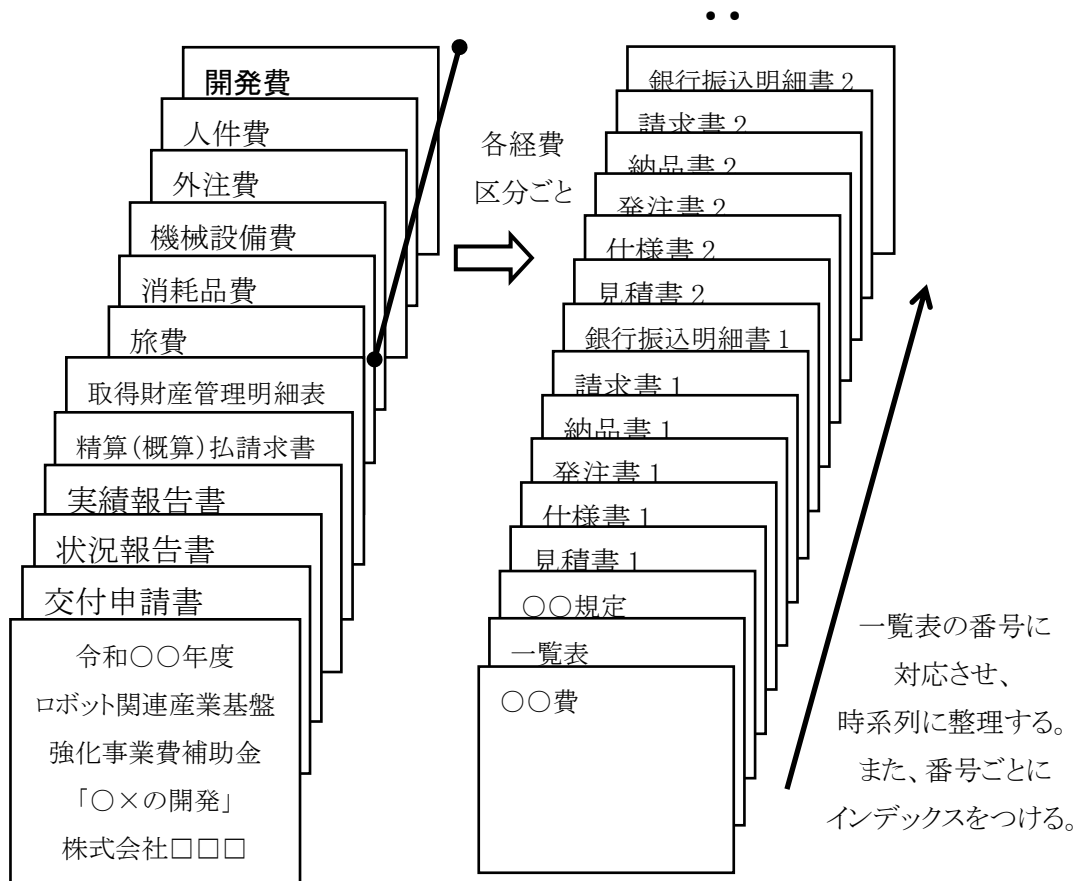 開発費
人件費
外注費
機械設備費
消耗品費
旅費
取得財産管理明細表
精算(概算)払請求書
実績報告書
状況報告書
交付申請書
令和〇〇年度
ロボット関連産業基盤
強化事業費補助金
「〇×の開発」
株式会社□□□
各経費
区分ごと
・・
銀行振込明細書2
請求書2
納品書2
発注書2
仕様書2
見積書2
銀行振込明細書1
請求書1
納品書1
発注書1
仕様書1
見積書1
〇〇規定
一覧表
〇〇費
一覧表の番号に
対応させ、
時系列に整理する。
また、番号ごとに
インデックスをつける。